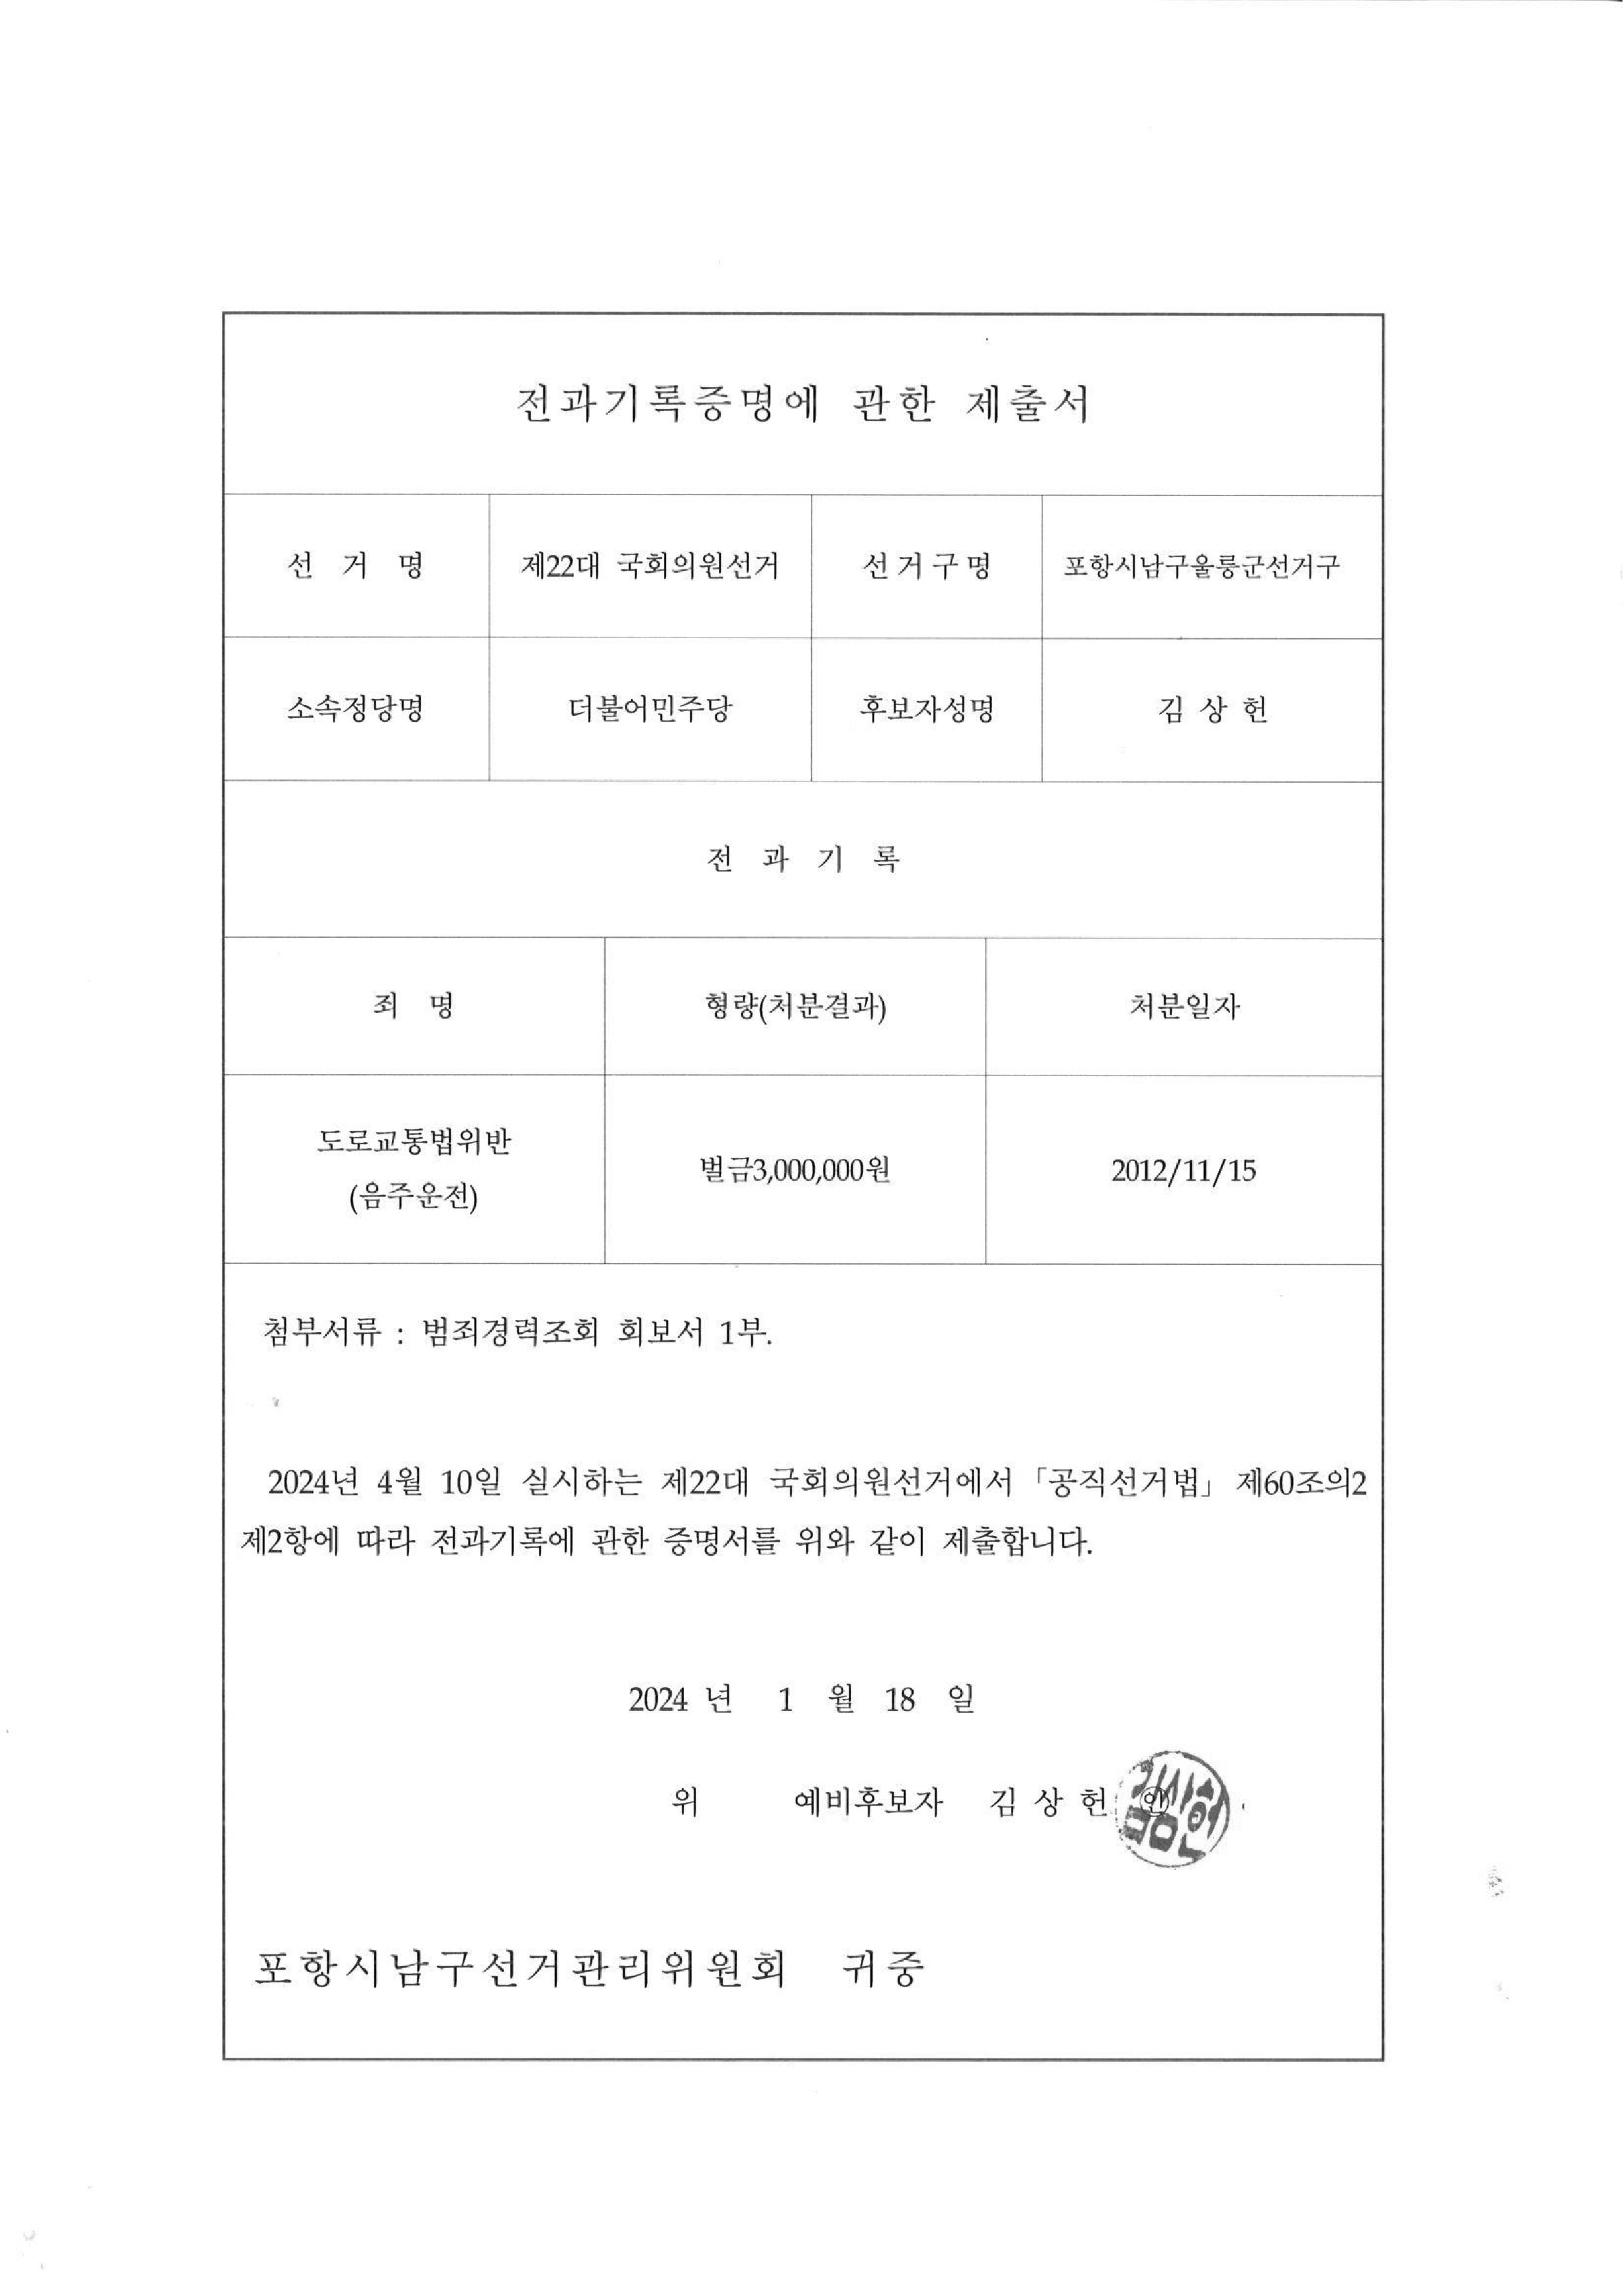 전과기록증명에 관한 제출서
선 거 명 제22대 국회의원선거 선거구명 포항시남구울릉군선거구
소속정당명 더불어민주당 후보자성명 김 상 헌
전 과 기 록
죄 명 형량(처분결과) 처분일자
도로교통법위반
(음주운전) 벌금3,000,000원 2012/11/15
첨부서류 : 범죄경력조회 회보서 1부.
2024년 4월 10일 실시하는 제22대 국회의원선거에서 「공직선거법」 제60조의2
제2항에 따라 전과기록에 관한 증명서를 위와 같이 제출합니다.
2024 년 1 월 18 일
위 예비후보자 김 상 헌 ㉑
김상헌
포항시남구선거관리위원회 귀중